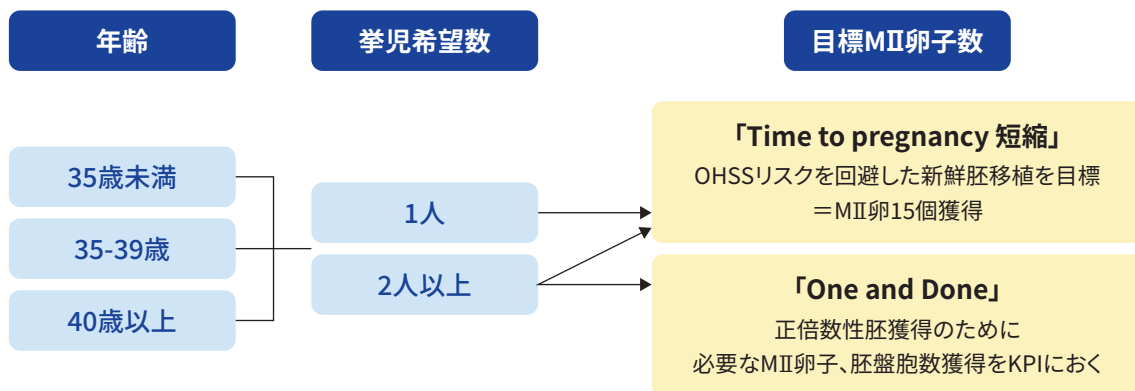 年齢
挙児希望数
目標MⅡ卵子数
35歳未満
35-39歳
40歳以上
1人
2人以上
「Time to pregnancy 短縮」
OHSSリスクを回避した新鮮胚移植を目標
＝MⅡ卵15個獲得
「One and Done」
正倍数性胚獲得のために
必要なMⅡ卵子、胚盤胞数獲得をKPIにおく